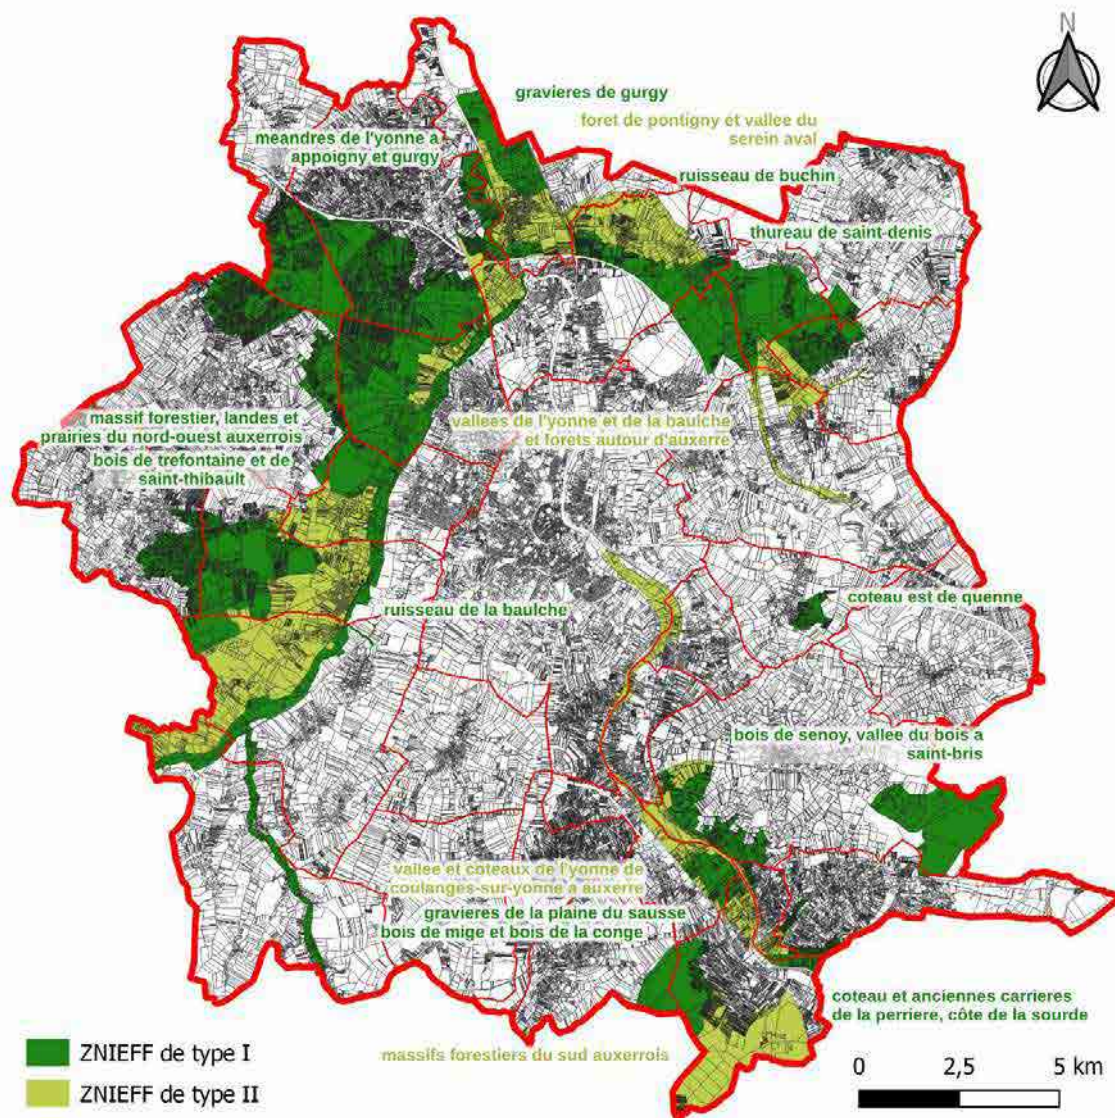 N
gravieres de gurgy
foret de pontigny et vallee du
serein aval
meandres de l'yonne a
appoigny et gurgy
ruisseau de buchin
thureau de saint-denis
massif forestier, landes et
prairies du nord-ouest auxerrois
vallees de l'yonne et de la baulche
et forets autour d'auxerre
bois de trefontaine et de
saint-thibault
ruisseau de la baulche
coteau est de quenne
bois de senoy, vallee du bois a
saint-bris
vallee et coteaux de l'yonne de
coulanges-sur-yonne a auxerre
gravieres de la plaine du sausse
bois de mige et bois de la conge
coteau et anciennes carrieres
de la perriere, côte de la sourde
massifs forestiers du sud auxerrois
ZNIEFF de type I
ZNIEFF de type II
0 2,5 5 km